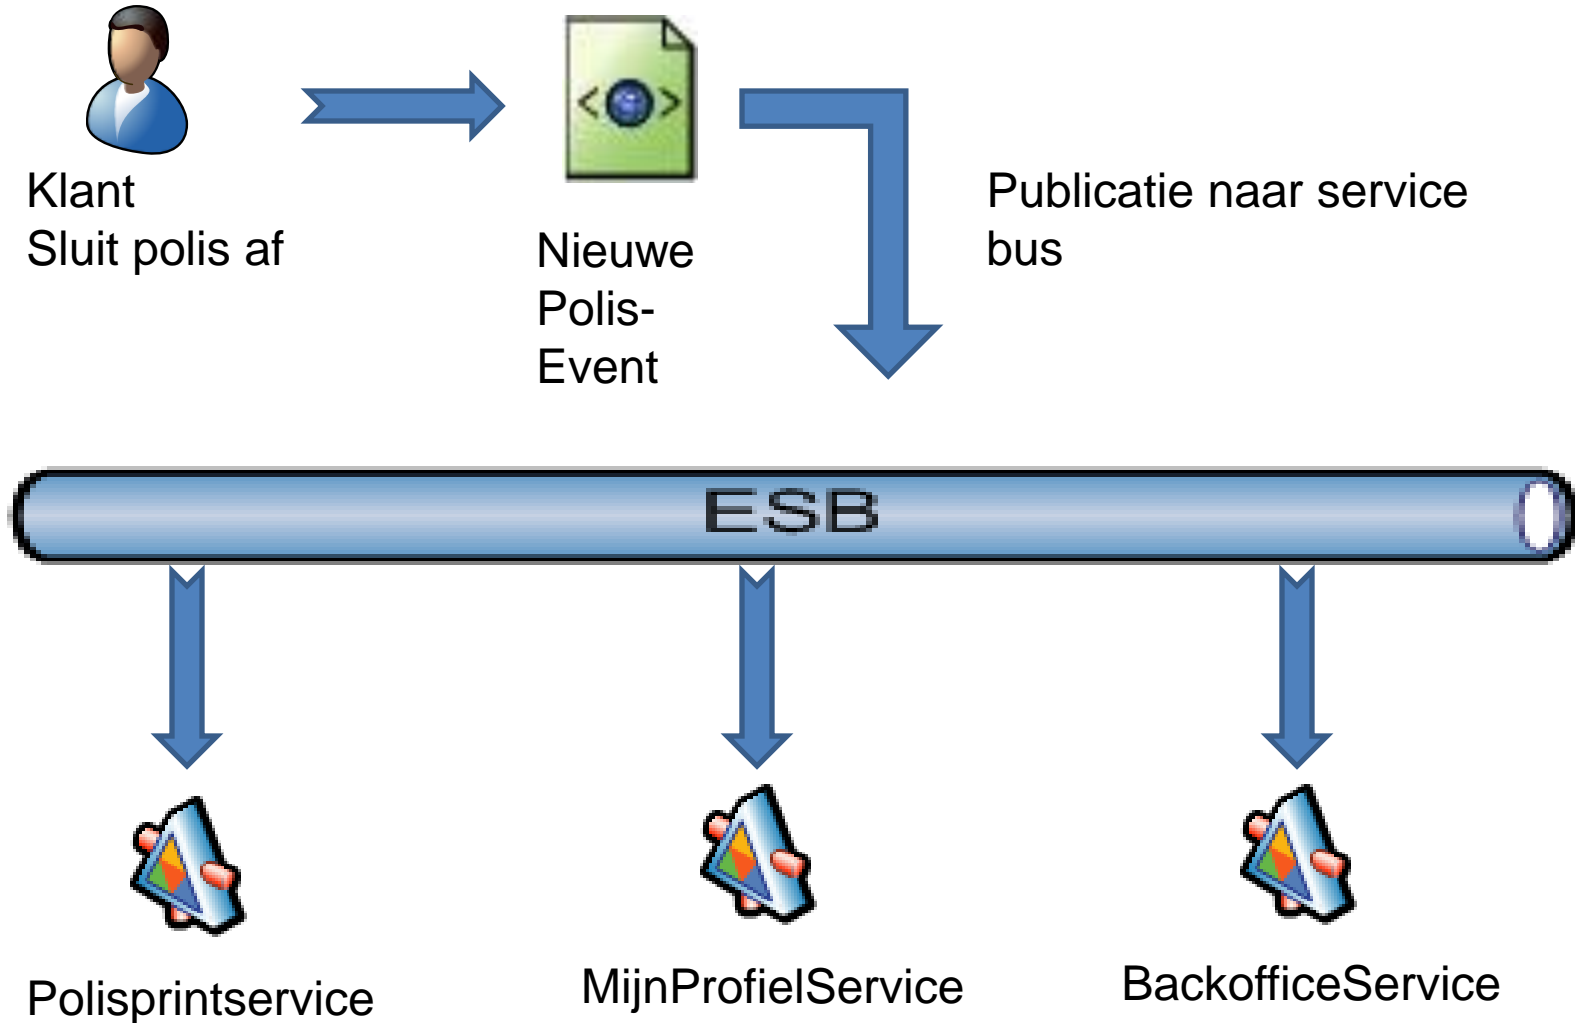 Klant
Sluit polis af
Nieuwe
Polis-
Event
Publicatie naar service
bus
ESB
Polisprintservice
MijnProfielService
BackofficeService